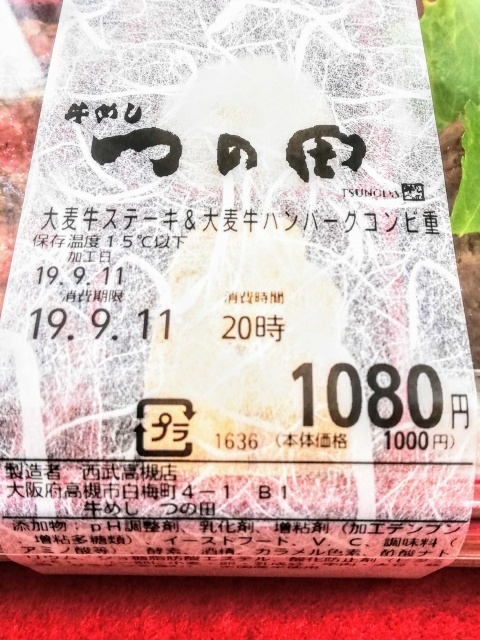 牛めし
つの田
TSUNODA
大麦牛ステーキ&大麦牛ハンバーグコンビ重
保存温度15℃以下
加工日
19.9.11
消費期限 消費時間
19.9.11 20時
1080円
プラ 1636 (本体価格 1000円)
製造者 西武高槻店
大阪府高槻市白梅町4-1 B1
牛めし つの田
添加物:pH調整剤、乳化剤、増粘剤(加工デンプン
増粘多糖類) イーストフード、V.C、調味料(
アミノ酸等) 酵素、酒精、カラメル色素、酢酸ナト